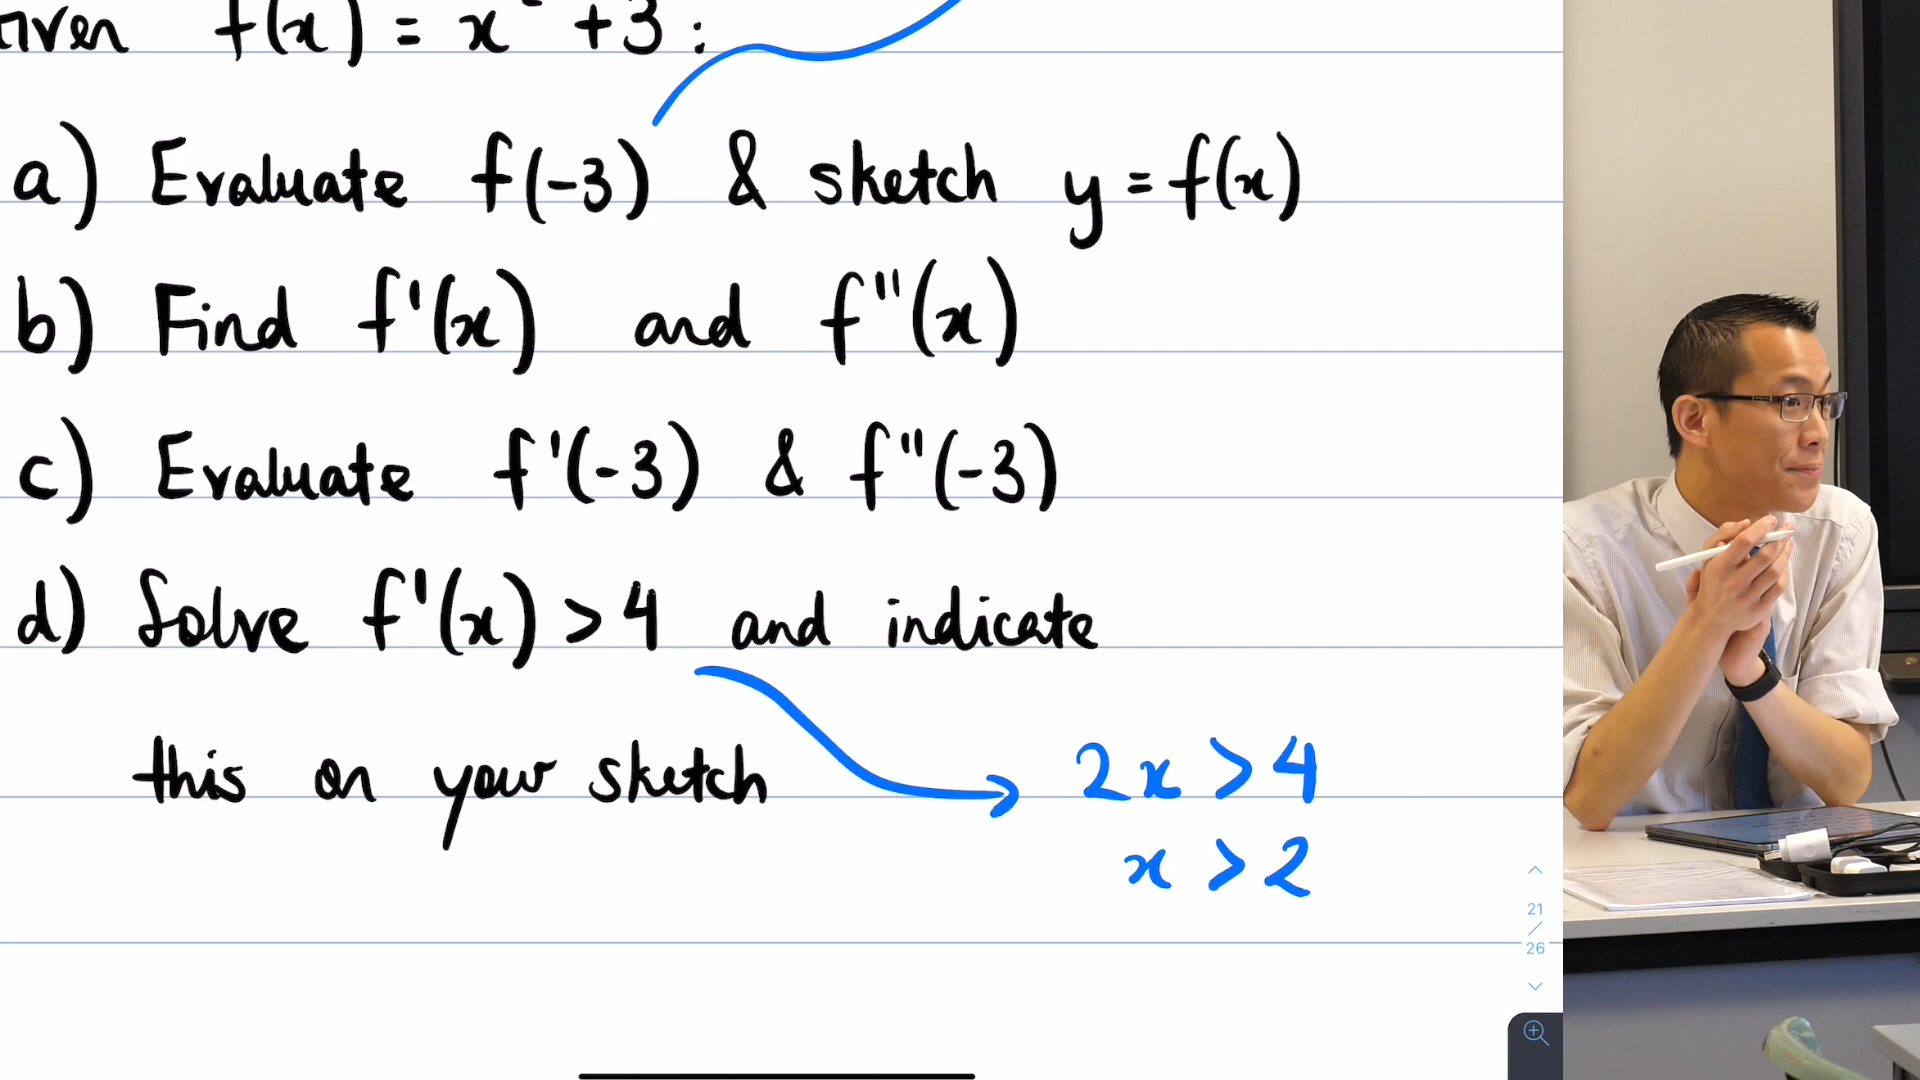 f(x) = x² + 3 :
a) Evaluate f(-3) & sketch y = f(x)
b) Find f'(x) and f"(x)
c) Evaluate f'(-3) & f"(-3)
d) Solve f'(x) > 4 and indicate
this on your sketch
2x > 4
x > 2
21
/
26